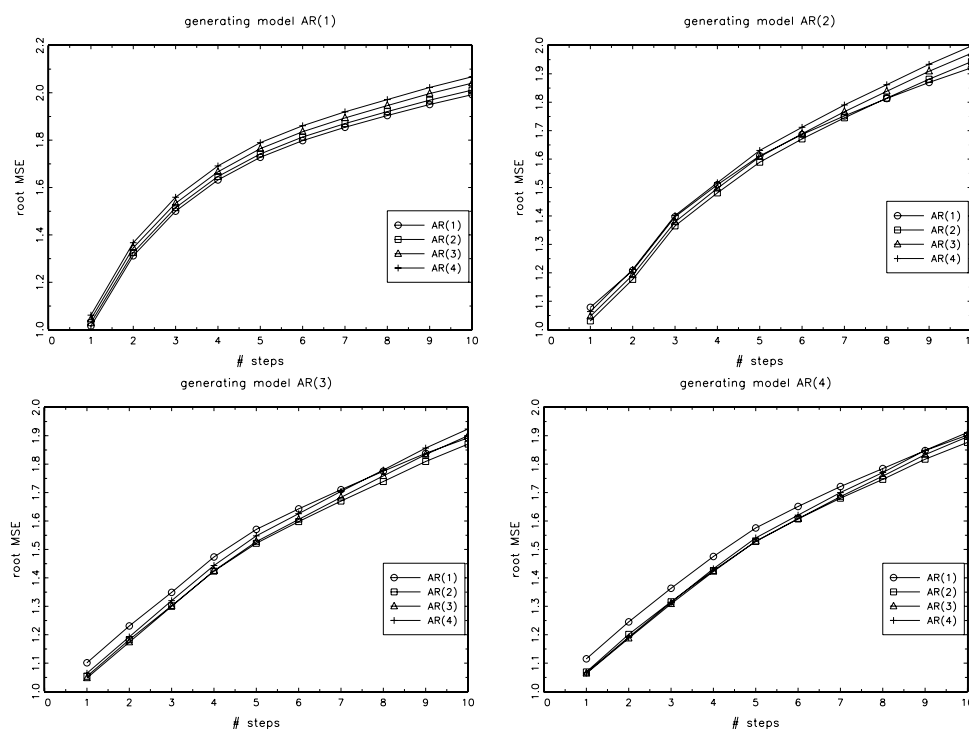 generating model AR(1)
root MSE
2.2
2.0
1.8
1.6
1.4
1.2
1.0
0 1 2 3 4 5 6 7 8 9 10
# steps
AR(1)
AR(2)
AR(3)
AR(4)
generating model AR(2)
root MSE
2.0
1.9
1.8
1.7
1.6
1.5
1.4
1.3
1.2
1.1
1.0
0 1 2 3 4 5 6 7 8 9 1
# steps
AR(1)
AR(2)
AR(3)
AR(4)
generating model AR(3)
root MSE
2.0
1.9
1.8
1.7
1.6
1.5
1.4
1.3
1.2
1.1
1.0
0 1 2 3 4 5 6 7 8 9 10
# steps
AR(1)
AR(2)
AR(3)
AR(4)
generating model AR(4)
root MSE
2.0
1.9
1.8
1.7
1.6
1.5
1.4
1.3
1.2
1.1
1.0
0 1 2 3 4 5 6 7 8 9 10
# steps
AR(1)
AR(2)
AR(3)
AR(4)